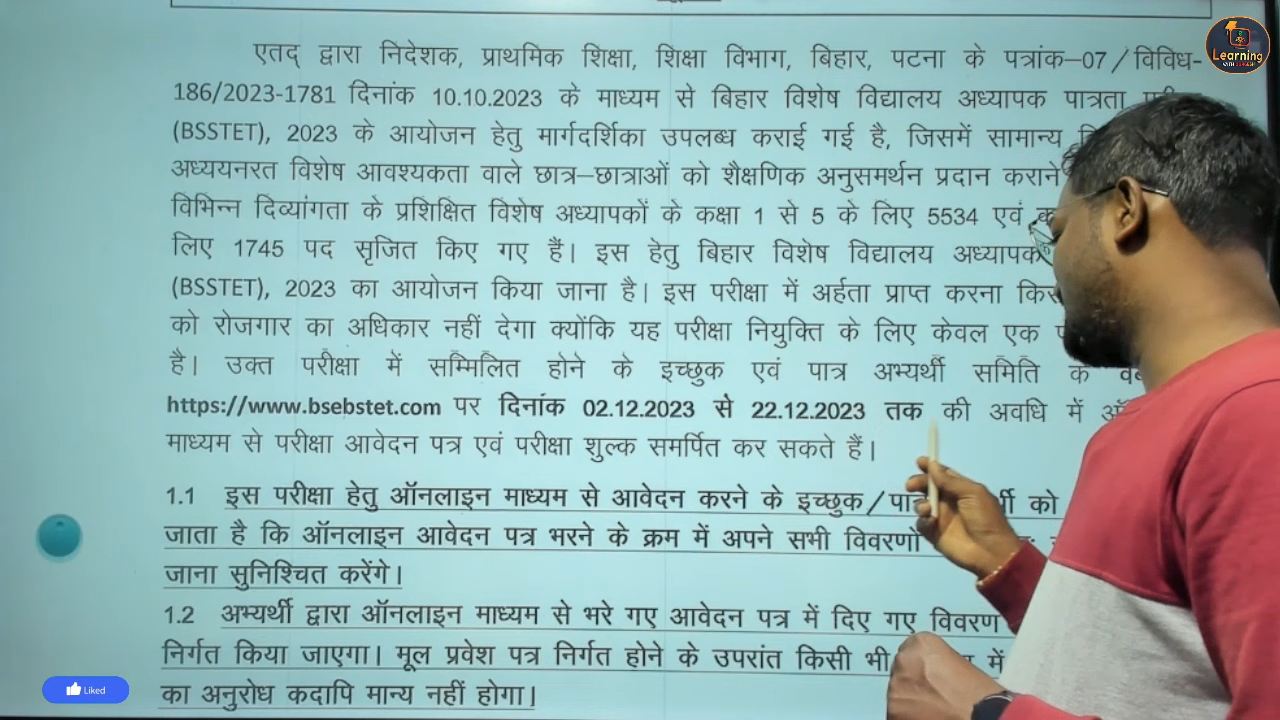 Learning
एतद् द्वारा निदेशक, प्राथमिक शिक्षा, शिक्षा विभाग, बिहार, पटना के पत्रांक–07/विविध-
186/2023-1781 दिनांक 10.10.2023 के माध्यम से बिहार विशेष विद्यालय अध्यापक पात्रता
(BSSTET), 2023 के आयोजन हेतु मार्गदर्शिका उपलब्ध कराई गई है, जिसमें सामान्य
अध्ययनरत विशेष आवश्यकता वाले छात्र–छात्राओं को शैक्षणिक अनुसमर्थन प्रदान कराने
विभिन्न दिव्यांगता के प्रशिक्षित विशेष अध्यापकों के कक्षा 1 से 5 के लिए 5534 एवं
लिए 1745 पद सृजित किए गए हैं। इस हेतु बिहार विशेष विद्यालय अध्यापक
(BSSTET), 2023 का आयोजन किया जाना है। इस परीक्षा में अर्हता प्राप्त करना
को रोजगार का अधिकार नहीं देगा क्योंकि यह परीक्षा नियुक्ति के लिए केवल एक
है। उक्त परीक्षा में सम्मिलित होने के इच्छुक एवं पात्र अभ्यर्थी समिति के
https://www.bsebstet.com पर दिनांक 02.12.2023 से 22.12.2023 तक की अवधि में
माध्यम से परीक्षा आवेदन पत्र एवं परीक्षा शुल्क समर्पित कर सकते हैं।
1.1 इस परीक्षा हेतु ऑनलाइन माध्यम से आवेदन करने के इच्छुक/ को
जाता है कि ऑनलाइन आवेदन पत्र भरने के क्रम में अपने सभी विवरणों
जाना सुनिश्चित करेंगे।
1.2 अभ्यर्थी द्वारा ऑनलाइन माध्यम से भरे गए आवेदन पत्र में दिए गए विवरण
निर्गत किया जाएगा। मूल प्रवेश पत्र निर्गत होने के उपरांत किसी भी में
का अनुरोध कदापि मान्य नहीं होगा।
Liked